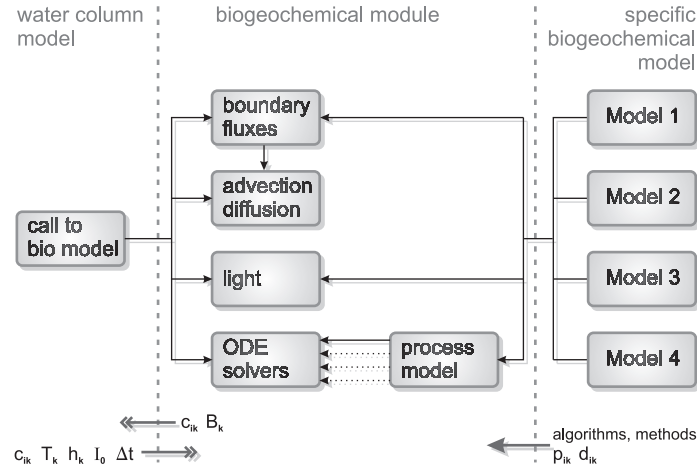 water column
model
biogeochemical module
specific
biogeochemical
model
boundary
fluxes
advection
diffusion
call to
bio model
light
ODE
solvers
process
model
Model 1
Model 2
Model 3
Model 4
cᵢₖ Bₖ
cᵢₖ Tₖ hₖ I₀ Δt
algorithms, methods
pᵢₖ dᵢₖ